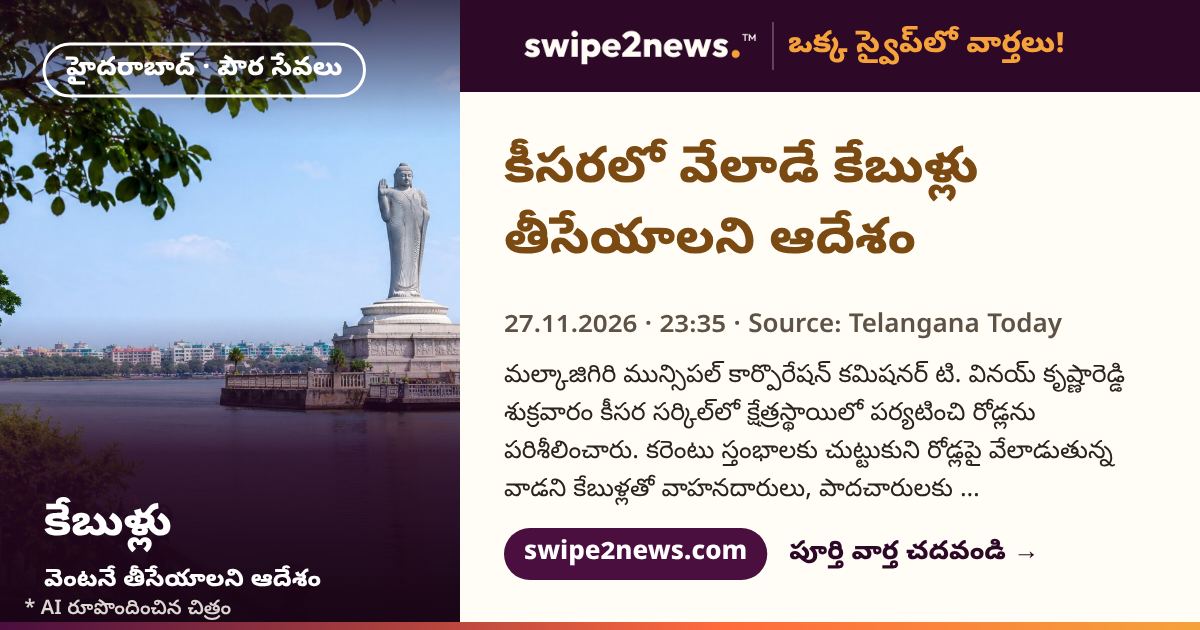 హైదరాబాద్ · పౌర సేవలు
swipe2news.™
ఒక్క స్వైప్‌లో వార్తలు!
కీసరలో వేలాడే కేబుళ్లు
తీసేయాలని ఆదేశం
27.11.2026 · 23:35 · Source: Telangana Today
మల్కాజిగిరి మున్సిపల్ కార్పొరేషన్ కమిషనర్ టి. వినయ్ కృష్ణారెడ్డి
శుక్రవారం కీసర సర్కిల్‌లో క్షేత్రస్థాయిలో పర్యటించి రోడ్లను
పరిశీలించారు. కరెంటు స్తంభాలకు చుట్టుకుని రోడ్లపై వేలాడుతున్న
వాడని కేబుళ్లతో వాహనదారులు, పాదచారులకు ...
swipe2news.com
పూర్తి వార్త చదవండి →
కేబుళ్లు
వెంటనే తీసేయాలని ఆదేశం
* AI రూపొందించిన చిత్రం